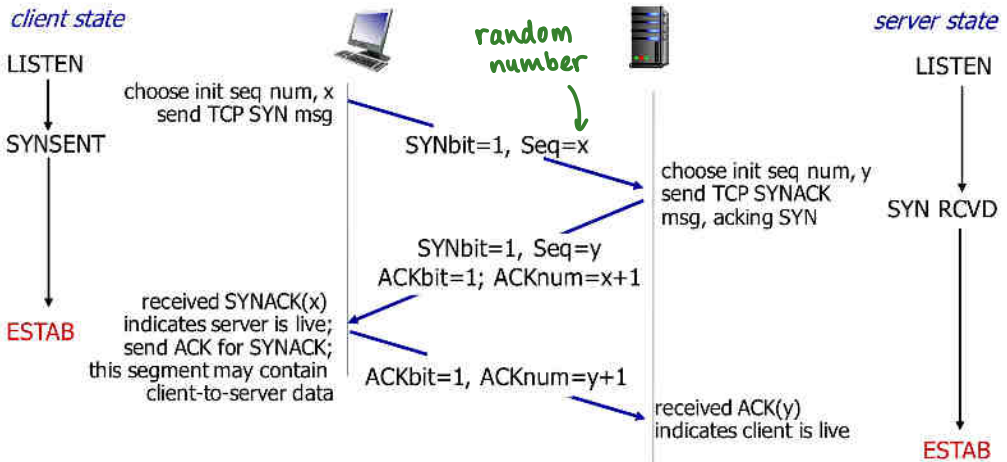 client state
server state
random
number
LISTEN
LISTEN
choose init seq num, x
send TCP SYN msg
SYNSENT
SYNbit=1, Seq=x
choose init seq num, y
send TCP SYNACK
msg, acking SYN
SYN RCVD
SYNbit=1, Seq=y
ACKbit=1; ACKnum=x+1
received SYNACK(x)
indicates server is live;
send ACK for SYNACK;
this segment may contain
client-to-server data
ESTAB
ACKbit=1, ACKnum=y+1
received ACK(y)
indicates client is live
ESTAB